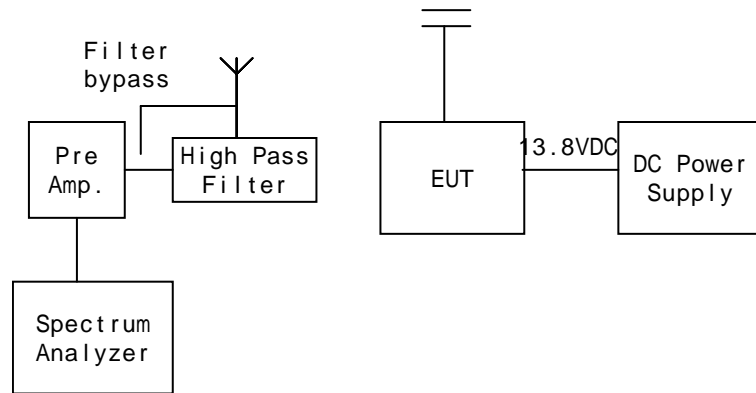 Filter
bypass
Pre
Amp.
High Pass
Filter
Spectrum
Analyzer
EUT
13.8VDC
DC Power
Supply